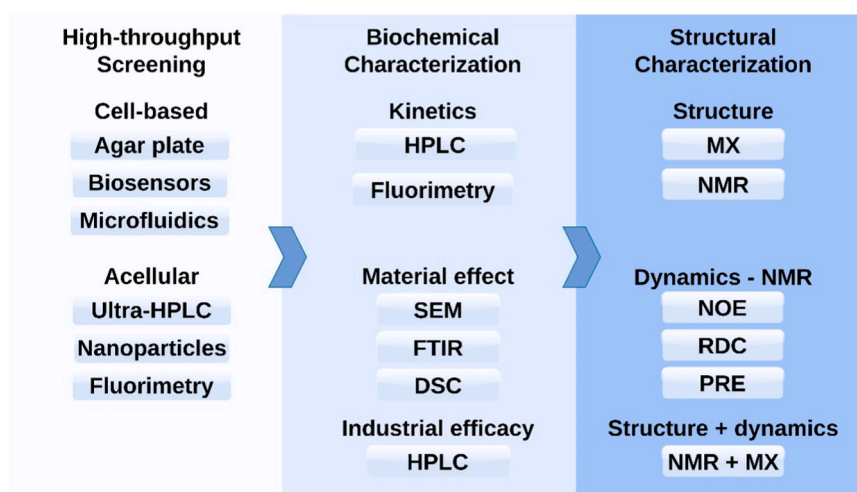 High-throughput
Screening
Cell-based
Agar plate
Biosensors
Microfluidics
Acellular
Ultra-HPLC
Nanoparticles
Fluorimetry
Biochemical
Characterization
Kinetics
HPLC
Fluorimetry
Material effect
SEM
FTIR
DSC
Industrial efficacy
HPLC
Structural
Characterization
Structure
MX
NMR
Dynamics - NMR
NOE
RDC
PRE
Structure + dynamics
NMR + MX